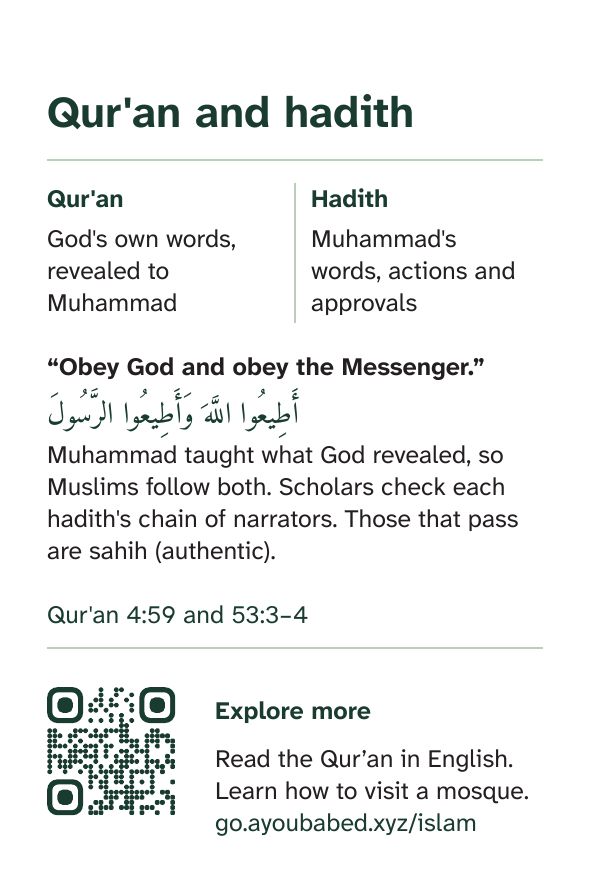 Qur'an and hadith
Qur'an
God's own words,
revealed to
Muhammad
Hadith
Muhammad's
words, actions and
approvals
“Obey God and obey the Messenger.”
أَطِيعُوا اللَّهَ وَأَطِيعُوا الرَّسُولَ
Muhammad taught what God revealed, so
Muslims follow both. Scholars check each
hadith's chain of narrators. Those that pass
are sahih (authentic).
Qur'an 4:59 and 53:3–4
Explore more
Read the Qur’an in English.
Learn how to visit a mosque.
go.ayoubabed.xyz/islam